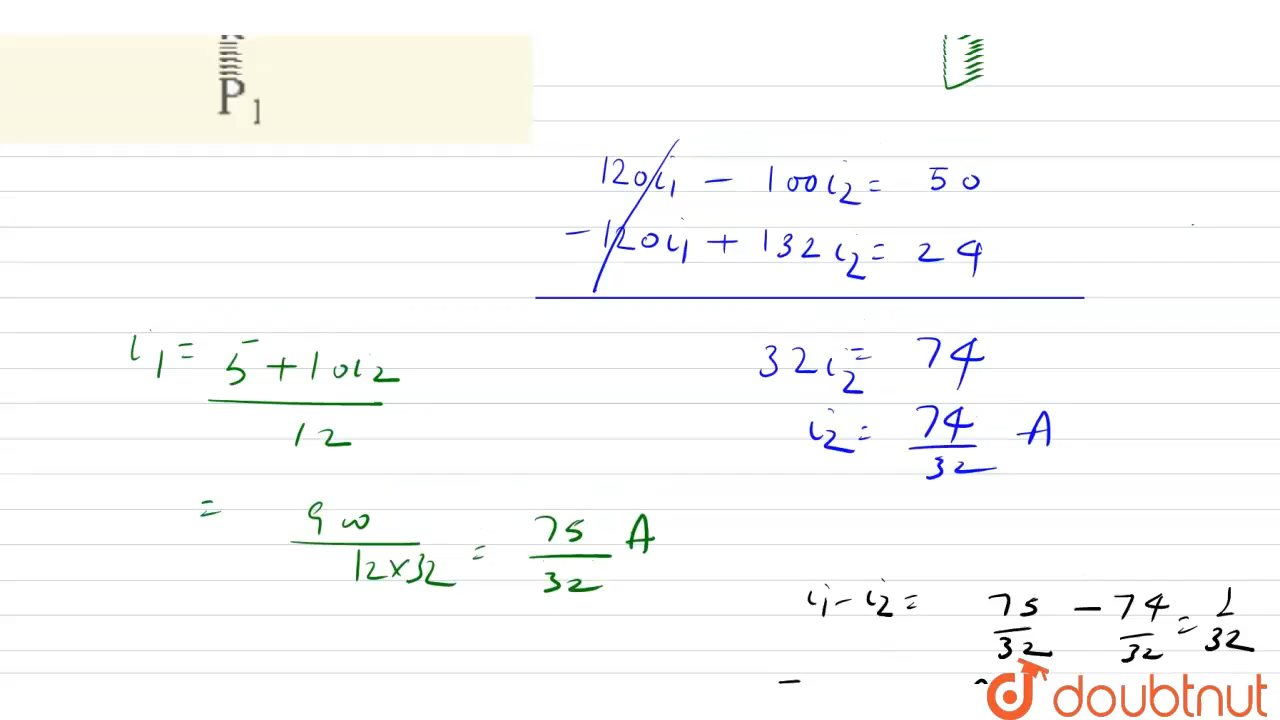 P₁
120i₁ − 100i₂ = 50
−120i₁ + 132i₂ = 24
32i₂ = 74
i₂ = 74/32 A
i₁ = 5 + 10i₂ / 12
= 900 / 12×32 = 75/32 A
i₁ − i₂ = 75/32 − 74/32 = 1/32
doubtnut